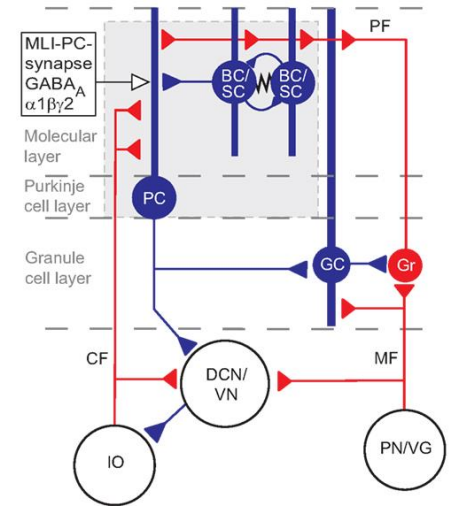 PF
MLI-PC-
synapse
GABAA
α1βγ2
BC/
SC
BC/
SC
Molecular
layer
Purkinje
cell layer
PC
Granule
cell layer
GC
Gr
CF
MF
DCN/
VN
IO
PN/VG